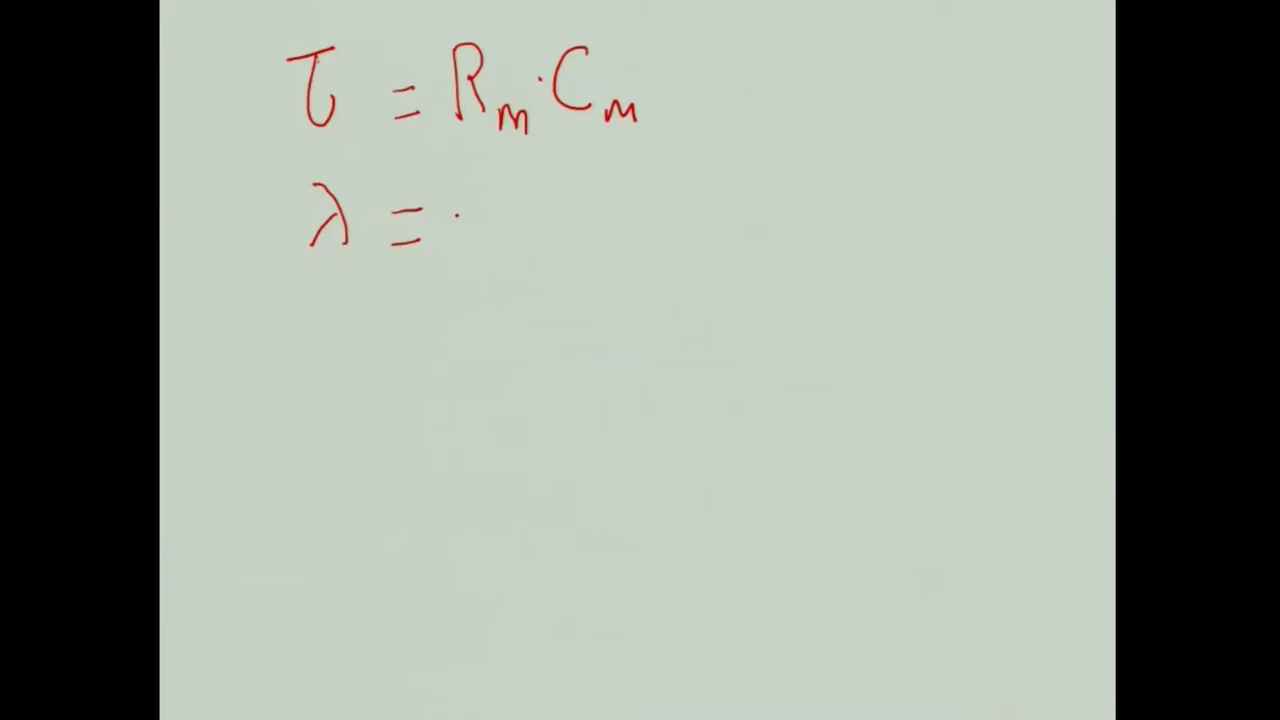 τ = Rₘ · Cₘ
λ = ·